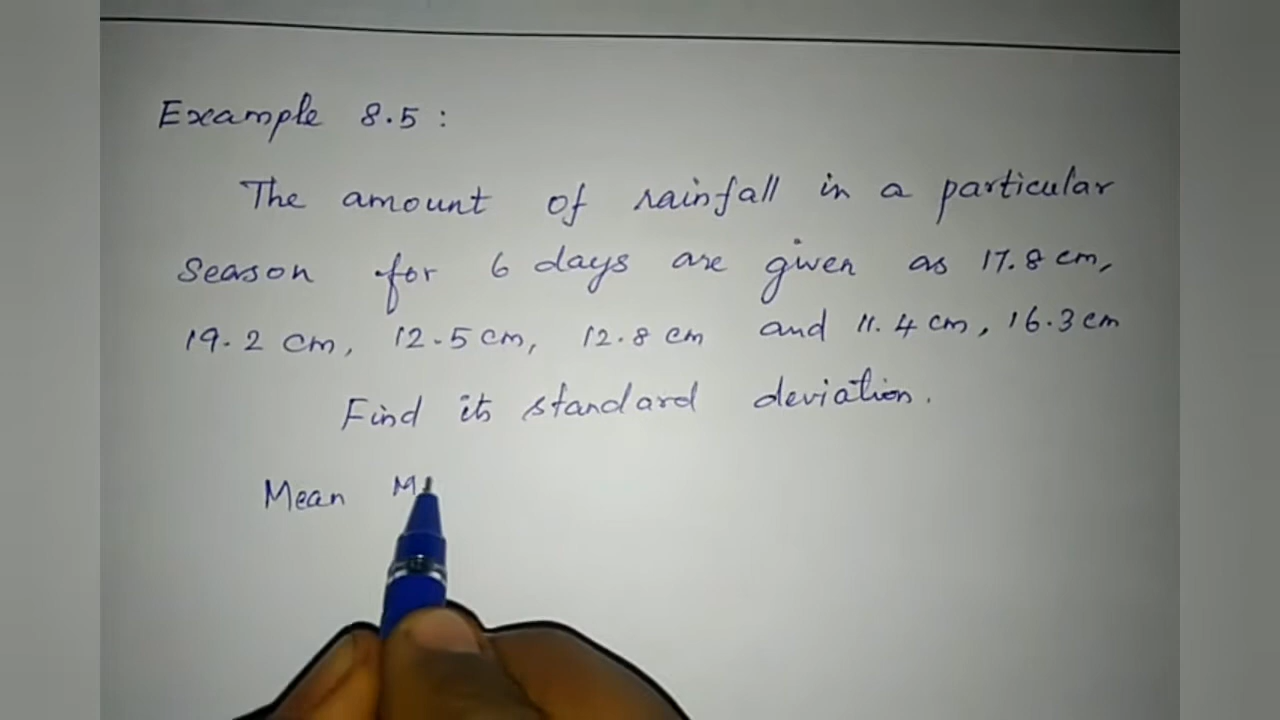 Example 8.5 :
The amount of rainfall in a particular
season for 6 days are given as 17.8 cm,
19.2 cm, 12.5 cm, 12.8 cm and 11.4 cm, 16.3 cm
Find its standard deviation.
Mean M